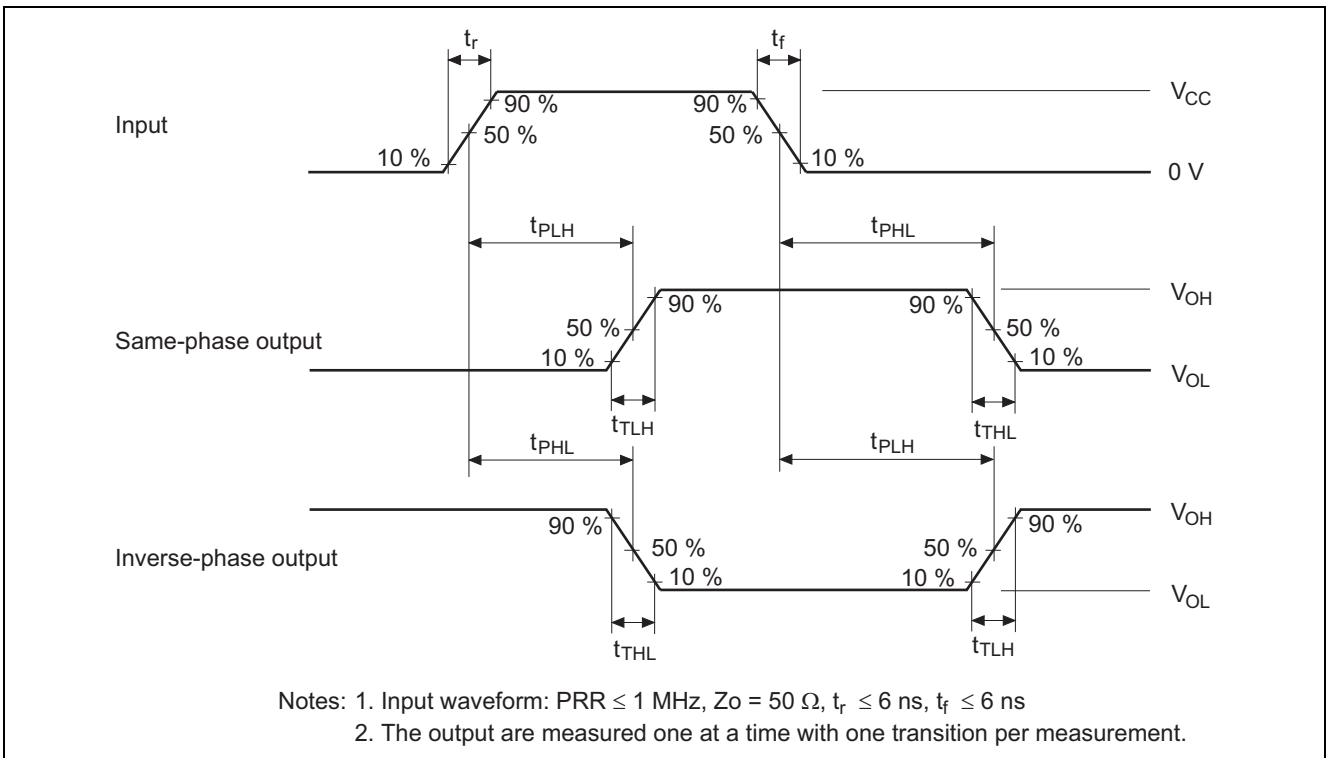 tr tf
90 % 90 % VCC
Input 50 % 50 %
10 % 10 % 0 V
tPLH tPHL
90 % 90 % VOH
50 % 50 %
Same-phase output
10 % 10 % VOL
tTLH tTHL
tPHL tPLH
90 % 90 % VOH
50 % 50 %
Inverse-phase output
10 % 10 % VOL
tTHL tTLH
Notes: 1. Input waveform: PRR ≤ 1 MHz, Zo = 50 Ω, tr ≤ 6 ns, tf ≤ 6 ns
2. The output are measured one at a time with one transition per measurement.